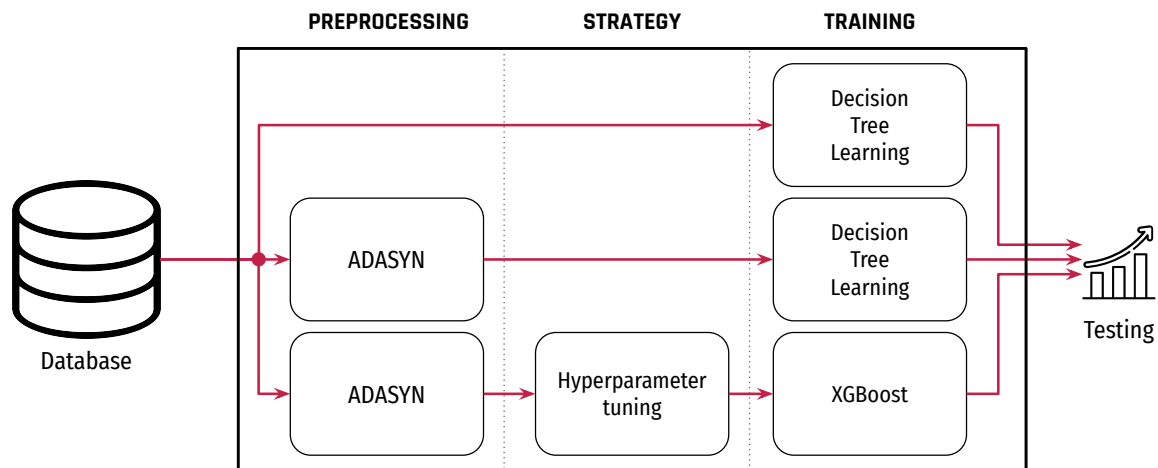 PREPROCESSING
STRATEGY
TRAINING
Decision
Tree
Learning
ADASYN
Decision
Tree
Learning
Database
Testing
ADASYN
Hyperparameter
tuning
XGBoost